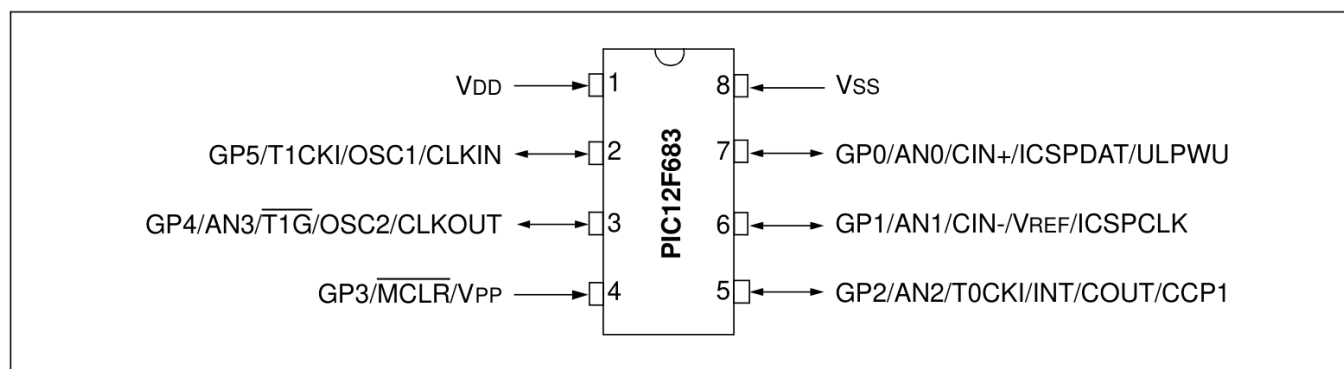 VDD 1 8 VSS
GP5/T1CKI/OSC1/CLKIN 2 7 GP0/AN0/CIN+/ICSPDAT/ULPWU
GP4/AN3/T1G/OSC2/CLKOUT 3 6 GP1/AN1/CIN-/VREF/ICSPCLK
GP3/MCLR/VPP 4 5 GP2/AN2/T0CKI/INT/COUT/CCP1
PIC12F683